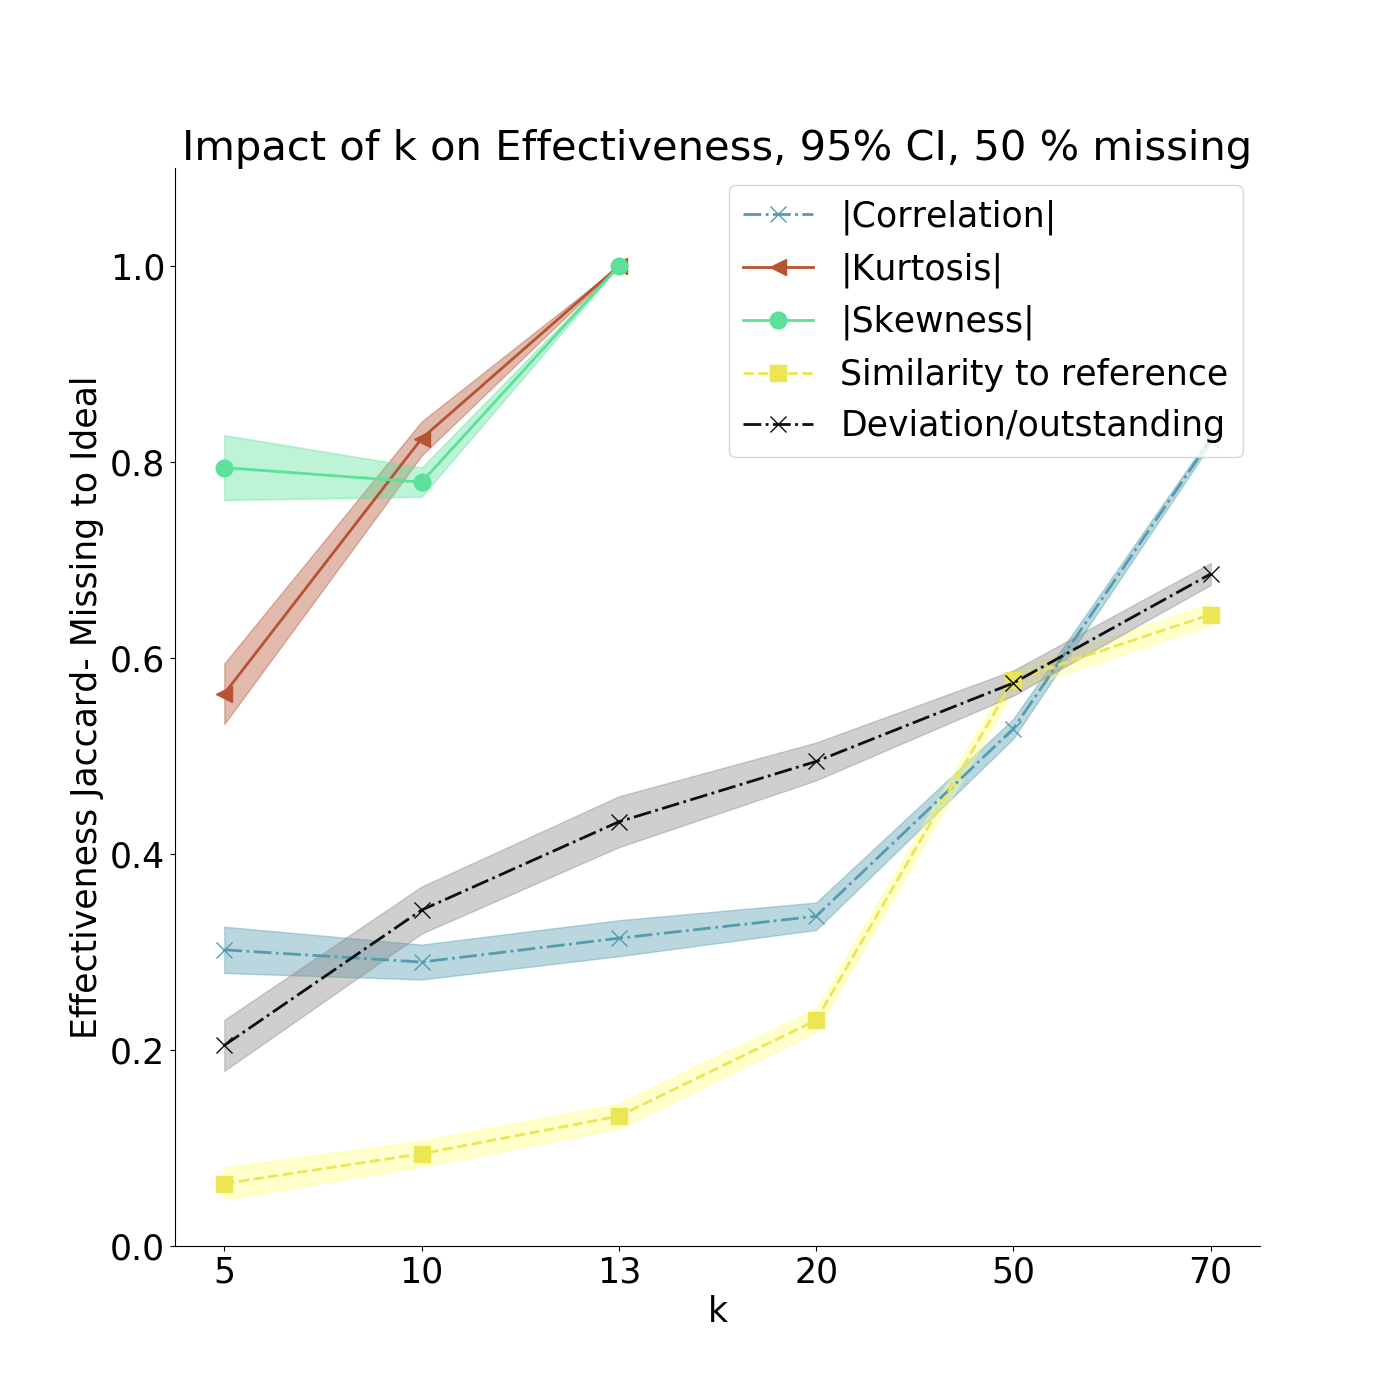 Impact of k on Effectiveness, 95% CI, 50 % missing
|Correlation|
|Kurtosis|
|Skewness|
Similarity to reference
Deviation/outstanding
Effectiveness Jaccard- Missing to Ideal
1.0
0.8
0.6
0.4
0.2
0.0
5 10 13 20 50 70
k